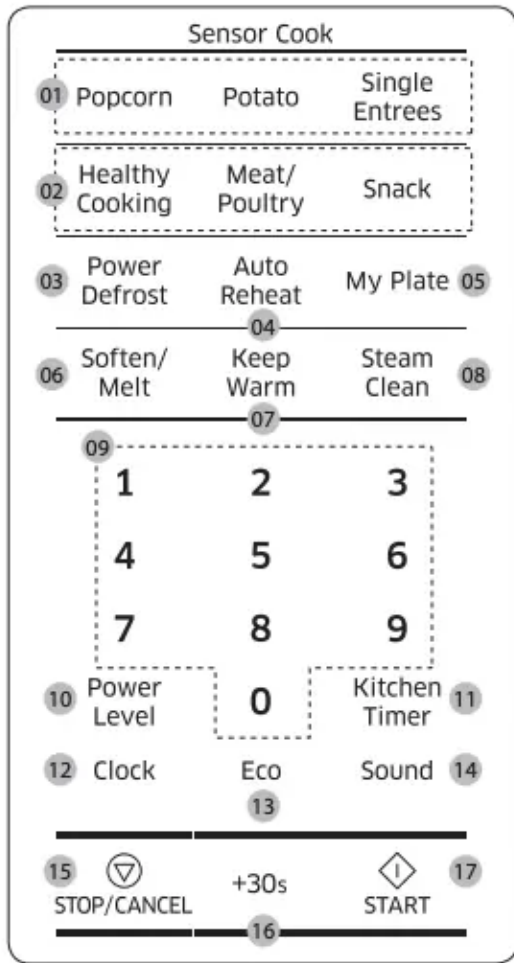 Sensor Cook
01 Popcorn Potato Single Entrees
02 Healthy Cooking Meat/ Poultry Snack
03 Power Defrost Auto Reheat My Plate 05
04
06 Soften/ Melt Keep Warm Steam Clean 08
07
09
1 2 3
4 5 6
7 8 9
10 Power Level 0 Kitchen Timer 11
12 Clock Eco Sound 14
13
15 STOP/CANCEL +30s START 17
16